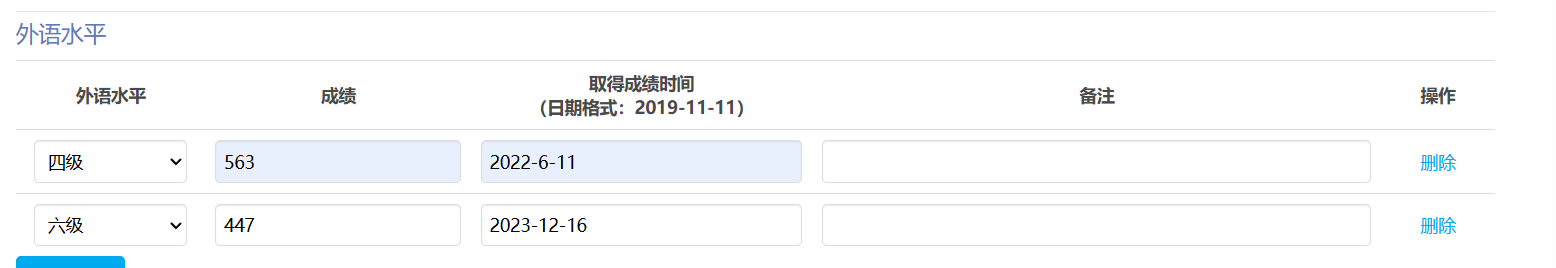 外语水平
外语水平 成绩 取得成绩时间 备注 操作
（日期格式：2019-11-11）
四级 563 2022-6-11 删除
六级 447 2023-12-16 删除